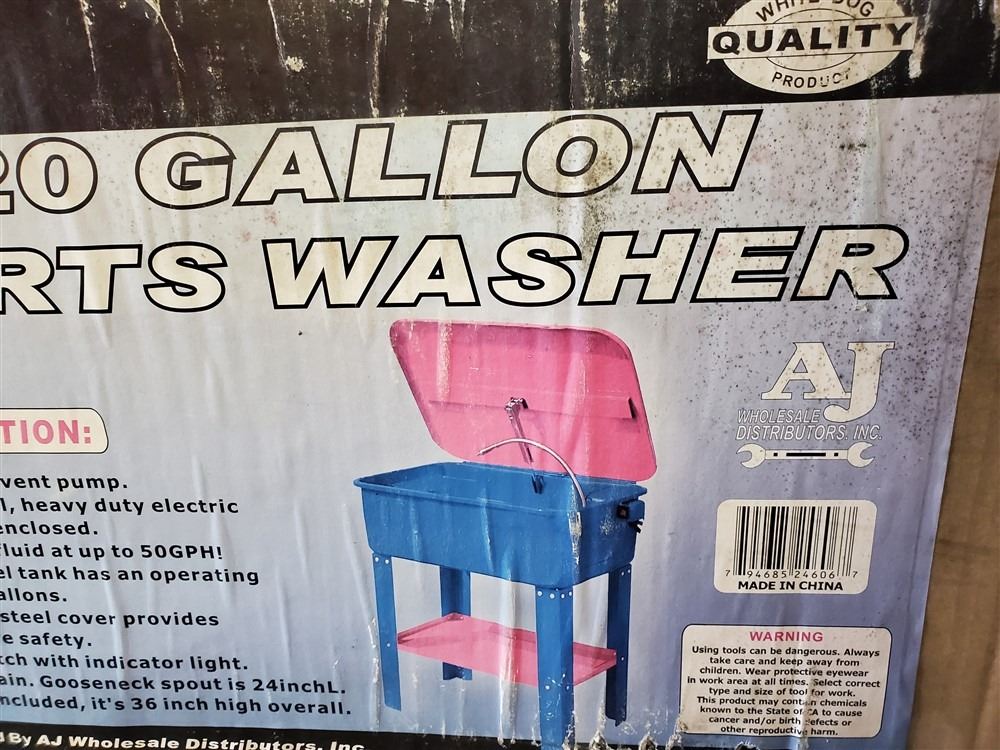 WHITE DOG
QUALITY
PRODUCT
20 GALLON
RTS WASHER
TION:
vent pump.
l, heavy duty electric
enclosed.
fluid at up to 50GPH!
el tank has an operating
allons.
steel cover provides
e safety.
tch with indicator light.
ain. Gooseneck spout is 24inchL.
ncluded, it's 36 inch high overall.
d By AJ Wholesale Distributors, Inc
AJ
WHOLESALE
DISTRIBUTORS, INC.
7 94685 24606 7
MADE IN CHINA
WARNING
Using tools can be dangerous. Always
take care and keep away from
children. Wear protective eyewear
in work area at all times. Select correct
type and size of tool for work.
This product may contain chemicals
known to the State of CA to cause
cancer and/or birth defects or
other reproductive harm.